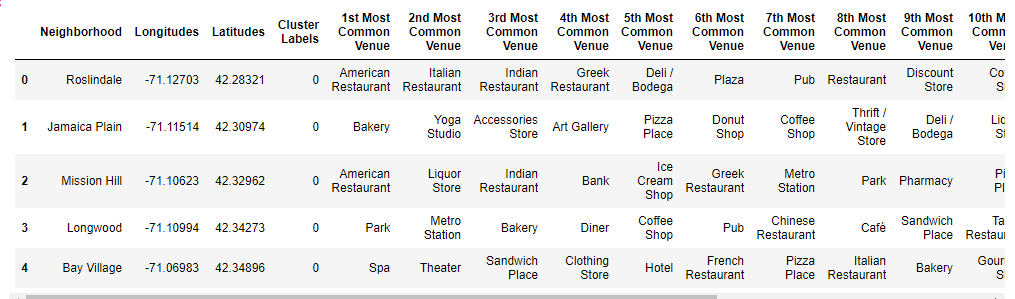 Neighborhood Longitudes Latitudes Cluster Labels 1st Most Common Venue 2nd Most Common Venue 3rd Most Common Venue 4th Most Common Venue 5th Most Common Venue 6th Most Common Venue 7th Most Common Venue 8th Most Common Venue 9th Most Common Venue 10th
0 Roslindale -71.12703 42.28321 0 American Restaurant Italian Restaurant Indian Restaurant Greek Restaurant Deli / Bodega Plaza Pub Restaurant Discount Store
1 Jamaica Plain -71.11514 42.30974 0 Bakery Yoga Studio Accessories Store Art Gallery Pizza Place Donut Shop Coffee Shop Thrift / Vintage Store Deli / Bodega
2 Mission Hill -71.10623 42.32962 0 American Restaurant Liquor Store Indian Restaurant Bank Ice Cream Shop Greek Restaurant Metro Station Park Pharmacy
3 Longwood -71.10994 42.34273 0 Park Metro Station Bakery Diner Coffee Shop Pub Chinese Restaurant Café Sandwich Place
4 Bay Village -71.06983 42.34896 0 Spa Theater Sandwich Place Clothing Store Hotel French Restaurant Pizza Place Italian Restaurant Bakery